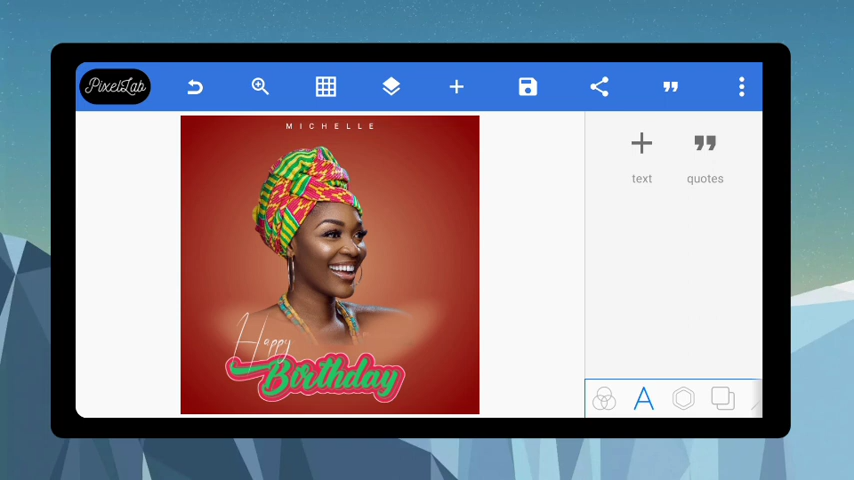 PixelLab
MICHELLE
text quotes
Happy
Birthday